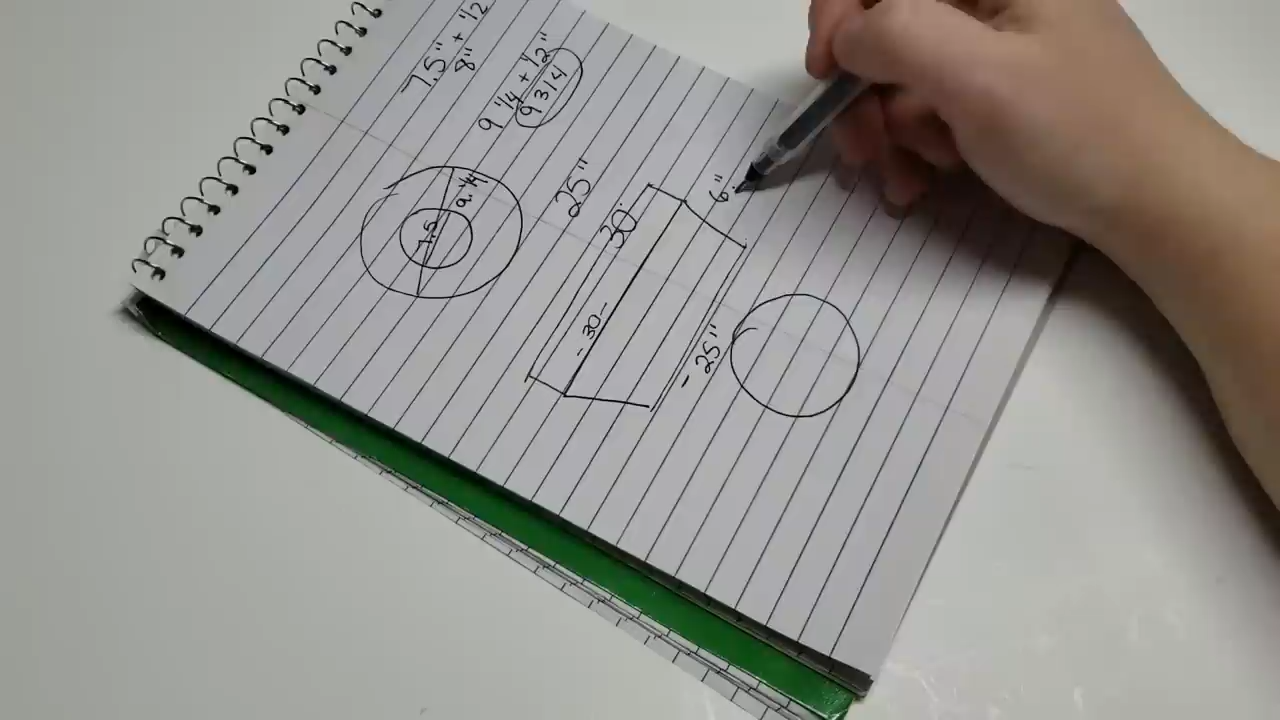 7.5" + 1/2
8"
9 1/4 + 1/2"
9 3/4
7.5
9.1/4
25"
30"
- 30 -
6"
- 25"